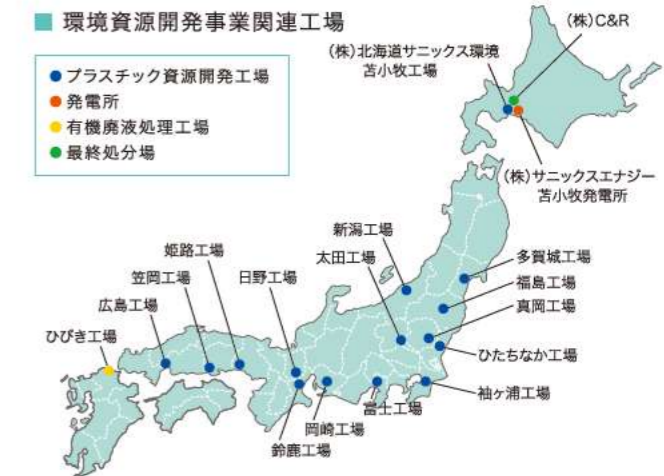 環境資源開発事業関連工場
プラスチック資源開発工場
発電所
有機廃液処理工場
最終処分場
(株)C&R
(株)北海道サニックス環境
苫小牧工場
(株)サニックスエナジー
苫小牧発電所
新潟工場
太田工場
多賀城工場
福島工場
真岡工場
ひたちなか工場
袖ヶ浦工場
富士工場
岡崎工場
鈴鹿工場
日野工場
姫路工場
笠岡工場
広島工場
ひびき工場